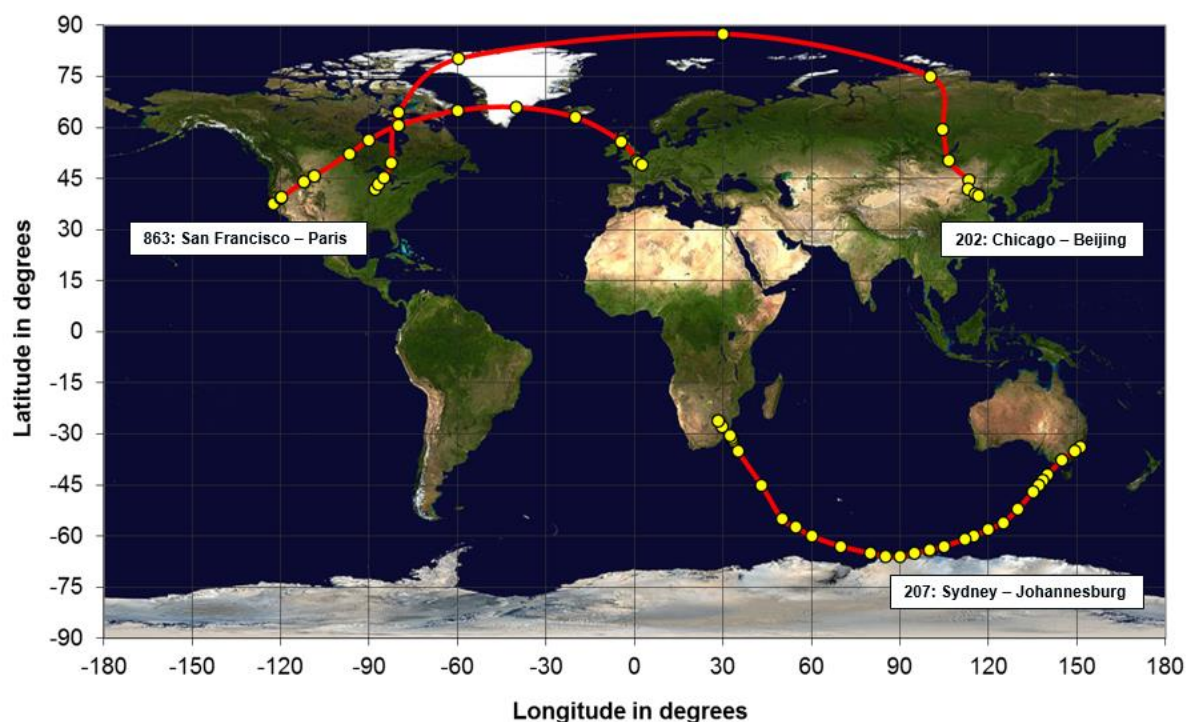 90
75
60
45
30
15
0
-15
-30
-45
-60
-75
-90
Latitude in degrees
863: San Francisco – Paris
202: Chicago – Beijing
207: Sydney – Johannesburg
-180 -150 -120 -90 -60 -30 0 30 60 90 120 150 180
Longitude in degrees